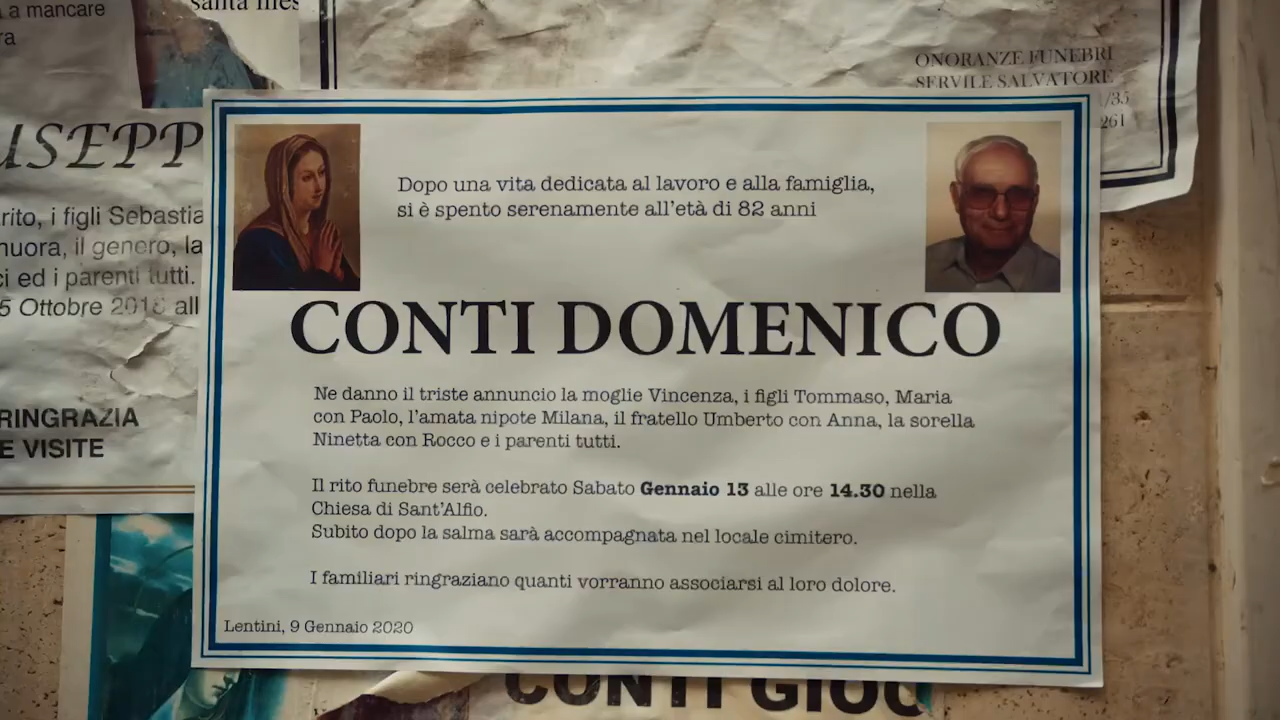 a mancare
santa mes
ra
ONORANZE FUNEBRI
SERVILE SALVATORE
/35
261
USEPP
rito, i figli Sebastia
nuora, il genero, la
ci ed i parenti tutti.
5 Ottobre 2018 all
RINGRAZIA
E VISITE
Dopo una vita dedicata al lavoro e alla famiglia,
si è spento serenamente all'età di 82 anni
CONTI DOMENICO
Ne danno il triste annuncio la moglie Vincenza, i figli Tommaso, Maria
con Paolo, l'amata nipote Milana, il fratello Umberto con Anna, la sorella
Ninetta con Rocco e i parenti tutti.
Il rito funebre serà celebrato Sabato Gennaio 13 alle ore 14.30 nella
Chiesa di Sant'Alfio.
Subito dopo la salma sarà accompagnata nel locale cimitero.
I familiari ringraziano quanti vorranno associarsi al loro dolore.
Lentini, 9 Gennaio 2020
CONTI GIOC